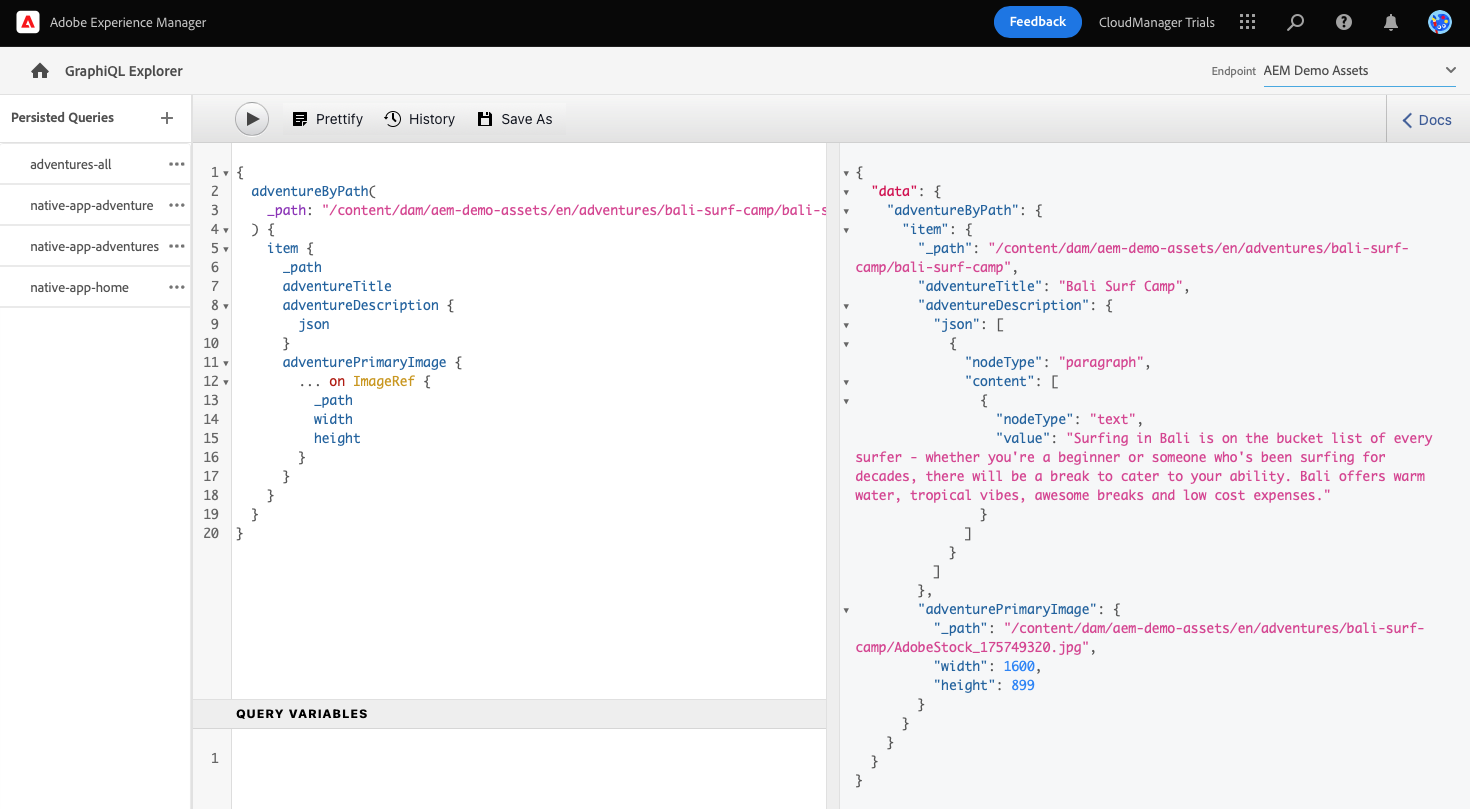 Adobe Experience Manager
Feedback
CloudManager Trials
GraphiQL Explorer
Endpoint AEM Demo Assets
Persisted Queries
Prettify
History
Save As
Docs
adventures-all
native-app-adventure
native-app-adventures
native-app-home
1 {
2 adventureByPath(
3 _path: "/content/dam/aem-demo-assets/en/adventures/bali-surf-camp/bali-s
4 ) {
5 item {
6 _path
7 adventureTitle
8 adventureDescription {
9 json
10 }
11 adventurePrimaryImage {
12 ... on ImageRef {
13 _path
14 width
15 height
16 }
17 }
18 }
19 }
20 }
QUERY VARIABLES
1
{
"data": {
"adventureByPath": {
"item": {
"_path": "/content/dam/aem-demo-assets/en/adventures/bali-surf-
camp/bali-surf-camp",
"adventureTitle": "Bali Surf Camp",
"adventureDescription": {
"json": [
{
"nodeType": "paragraph",
"content": [
{
"nodeType": "text",
"value": "Surfing in Bali is on the bucket list of every
surfer - whether you're a beginner or someone who's been surfing for
decades, there will be a break to cater to your ability. Bali offers warm
water, tropical vibes, awesome breaks and low cost expenses."
}
]
}
]
},
"adventurePrimaryImage": {
"_path": "/content/dam/aem-demo-assets/en/adventures/bali-surf-
camp/AdobeStock_175749320.jpg",
"width": 1600,
"height": 899
}
}
}
}
}